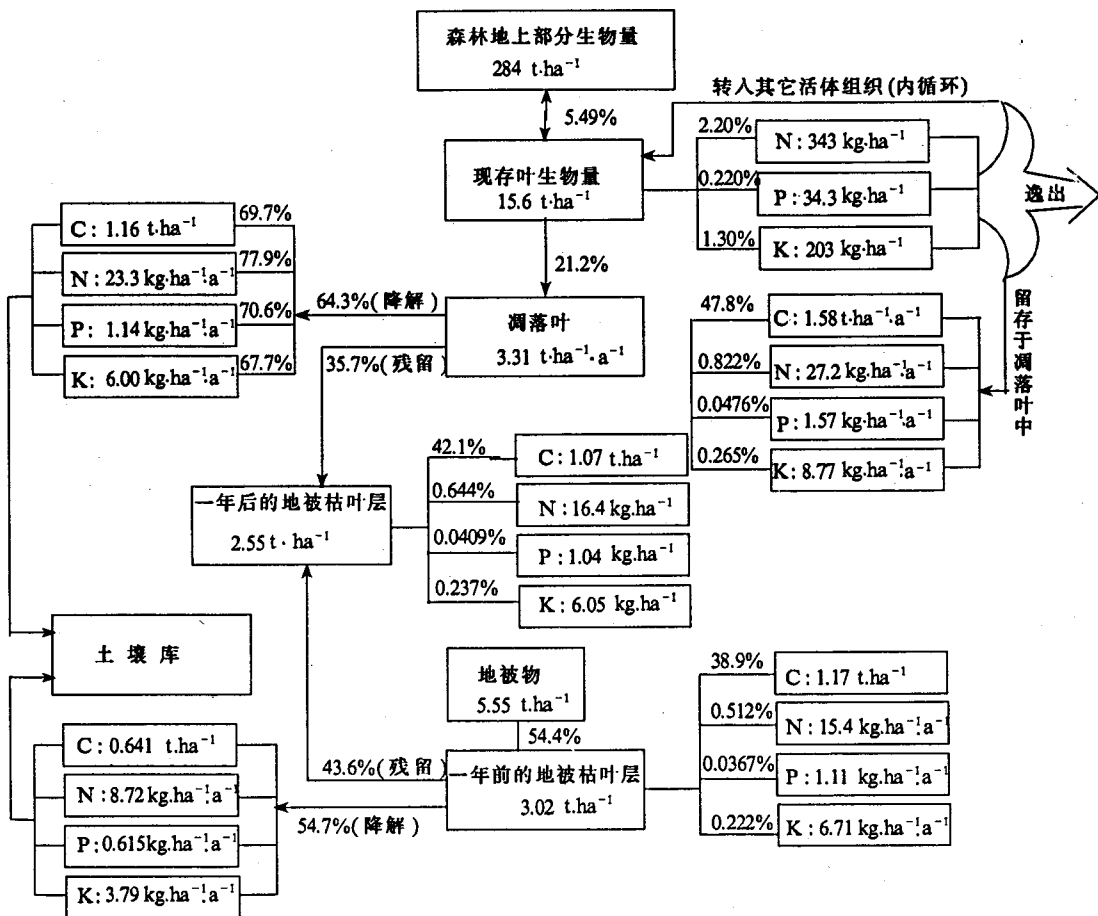 森林地上部分生物量
284 t·ha⁻¹
5.49%
转入其它活体组织(内循环)
现存叶生物量
15.6 t·ha⁻¹
2.20%
N: 343 kg·ha⁻¹
0.220%
P: 34.3 kg·ha⁻¹
1.30%
K: 203 kg·ha⁻¹
逸出
留存于凋落叶中
21.2%
凋落叶
3.31 t·ha⁻¹·a⁻¹
64.3%(降解)
35.7%(残留)
69.7%
C: 1.16 t·ha⁻¹
77.9%
N: 23.3 kg·ha⁻¹·a⁻¹
70.6%
P: 1.14 kg·ha⁻¹·a⁻¹
67.7%
K: 6.00 kg·ha⁻¹·a⁻¹
47.8%
C: 1.58 t·ha⁻¹·a⁻¹
0.822%
N: 27.2 kg·ha⁻¹·a⁻¹
0.0476%
P: 1.57 kg·ha⁻¹·a⁻¹
0.265%
K: 8.77 kg·ha⁻¹·a⁻¹
一年后的地被枯叶层
2.55 t·ha⁻¹
42.1%
C: 1.07 t.ha⁻¹
0.644%
N: 16.4 kg.ha⁻¹
0.0409%
P: 1.04 kg.ha⁻¹
0.237%
K: 6.05 kg.ha⁻¹
土壤库
地被物
5.55 t.ha⁻¹
54.4%
一年前的地被枯叶层
3.02 t.ha⁻¹
43.6%(残留)
54.7%(降解)
38.9%
C: 1.17 t.ha⁻¹
0.512%
N: 15.4 kg.ha⁻¹·a⁻¹
0.0367%
P: 1.11 kg.ha⁻¹·a⁻¹
0.222%
K: 6.71 kg.ha⁻¹·a⁻¹
C: 0.641 t.ha⁻¹
N: 8.72 kg.ha⁻¹·a⁻¹
P: 0.615 kg.ha⁻¹·a⁻¹
K: 3.79 kg.ha⁻¹·a⁻¹